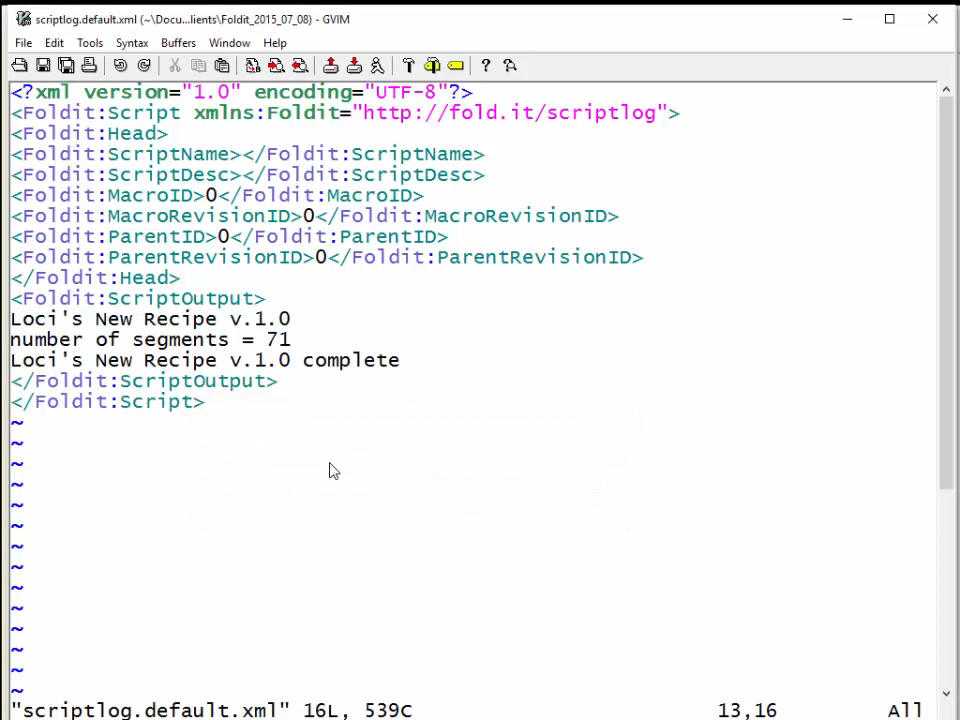 scriptlog.default.xml (~\Docu...lients\Foldit_2015_07_08) - GVIM
File Edit Tools Syntax Buffers Window Help
<?xml version="1.0" encoding="UTF-8"?>
<Foldit:Script xmlns:Foldit="http://fold.it/scriptlog">
<Foldit:Head>
<Foldit:ScriptName></Foldit:ScriptName>
<Foldit:ScriptDesc></Foldit:ScriptDesc>
<Foldit:MacroID>0</Foldit:MacroID>
<Foldit:MacroRevisionID>0</Foldit:MacroRevisionID>
<Foldit:ParentID>0</Foldit:ParentID>
<Foldit:ParentRevisionID>0</Foldit:ParentRevisionID>
</Foldit:Head>
<Foldit:ScriptOutput>
Loci's New Recipe v.1.0
number of segments = 71
Loci's New Recipe v.1.0 complete
</Foldit:ScriptOutput>
</Foldit:Script>
~
~
~
~
~
~
~
~
~
~
~
~
~
~
"scriptlog.default.xml" 16L, 539C 13,16 All